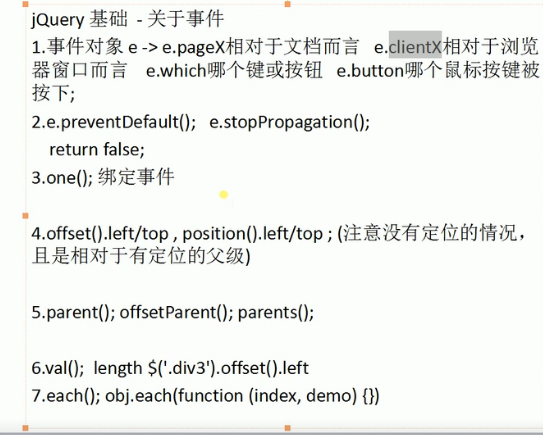 jQuery 基础  - 关于事件
1.事件对象 e -> e.pageX相对于文档而言   e.clientX相对于浏览
器窗口而言   e.which哪个键或按钮  e.button哪个鼠标按键被
按下;
2.e.preventDefault();   e.stopPropagation();
return false;
3.one(); 绑定事件
4.offset().left/top , position().left/top ; (注意没有定位的情况，
且是相对于有定位的父级)
5.parent(); offsetParent(); parents();
6.val();  length  $('.div3').offset().left
7.each(); obj.each(function (index, demo) {})